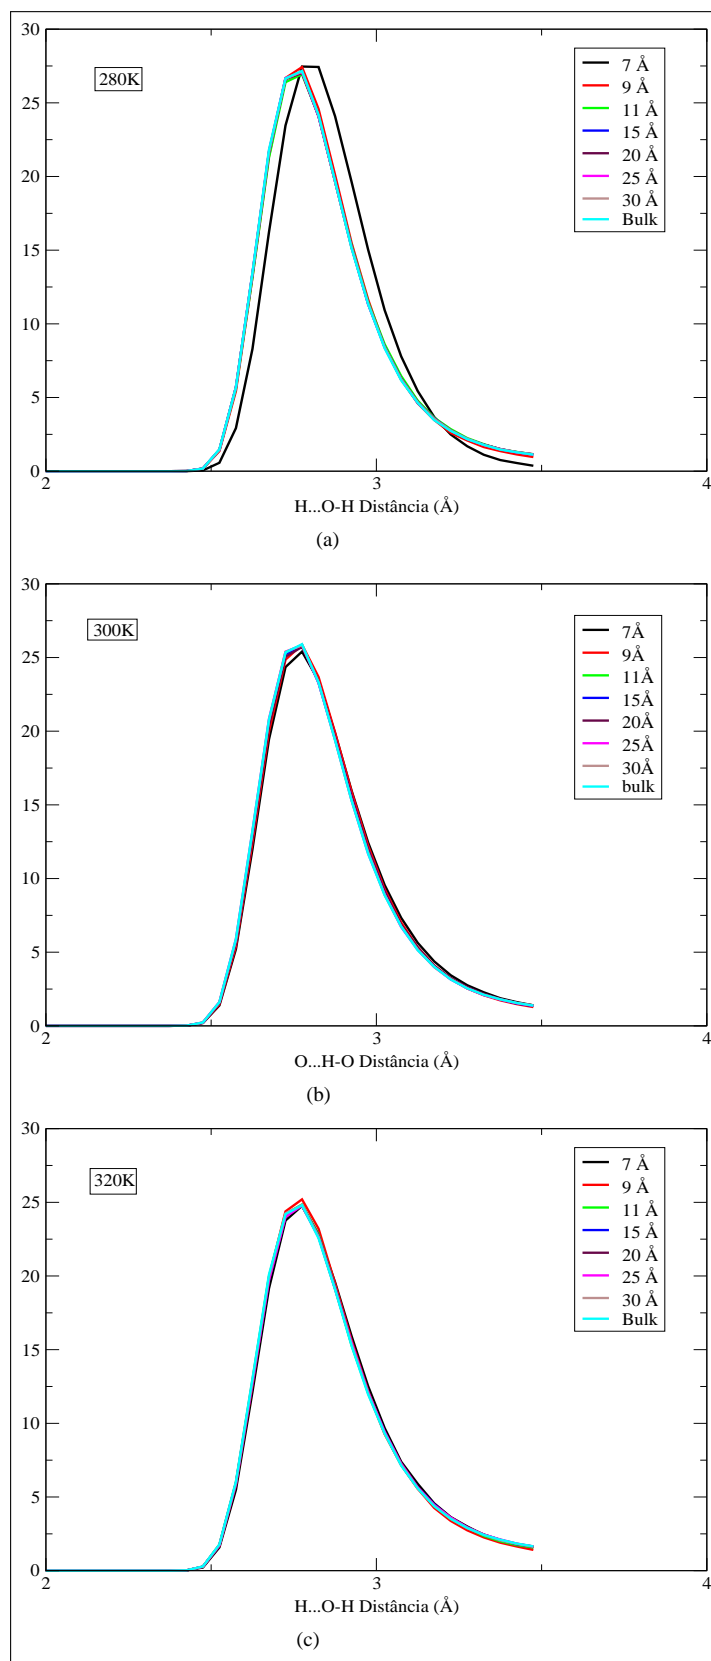 30
25
20
15
10
5
0
280K
7 Å
9 Å
11 Å
15 Å
20 Å
25 Å
30 Å
Bulk
2 3 4
H...O-H Distância (Å)
(a)
30
25
20
15
10
5
0
300K
7Å
9Å
11Å
15Å
20Å
25Å
30Å
bulk
2 3 4
O...H-O Distância (Å)
(b)
30
25
20
15
10
5
0
320K
7 Å
9 Å
11 Å
15 Å
20 Å
25 Å
30 Å
Bulk
2 3 4
H...O-H Distância (Å)
(c)